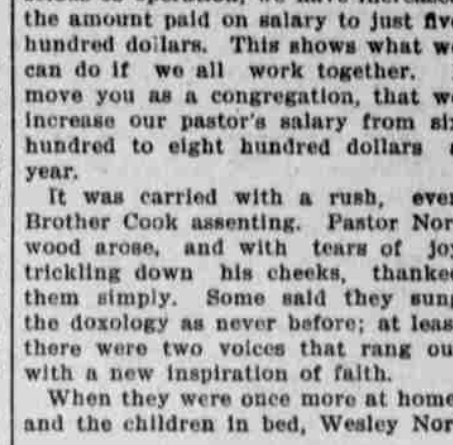 the amount paid on salary to just five
hundred dollars. This shows what we
can do if we all work together.
move you as a congregation, that we
increase our pastor's salary from six
hundred to eight hundred dollars a
year.
It was carried with a rush, even
Brother Cook assenting. Pastor Nor
wood arose, and with tears of joy
trickling down his cheeks, thanked
them simply. Some said they sung
the doxology as never before; at leas
there were two voices that rang ou
with a new inspiration of faith.
When they were once more at home
and the children in bed, Wesley Nor